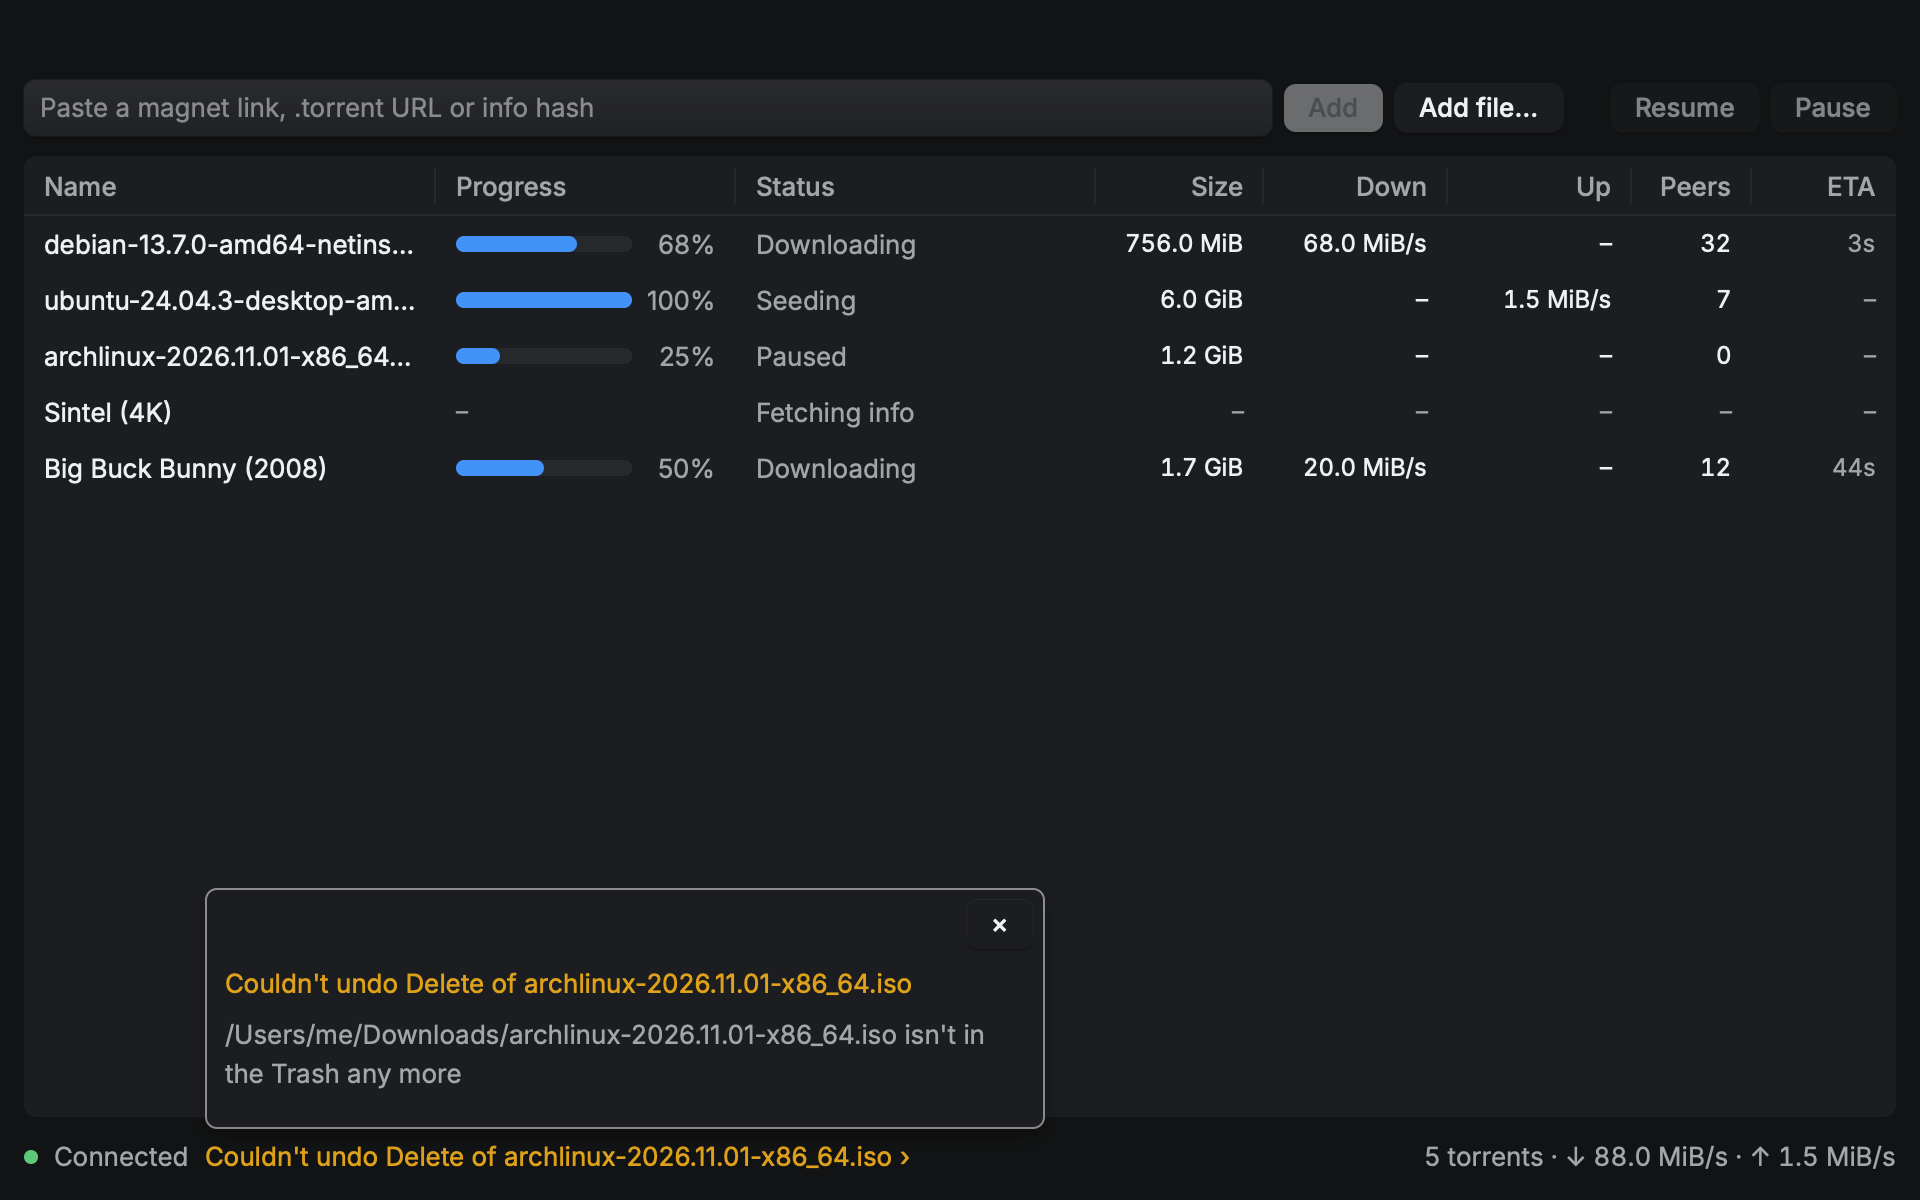 Paste a magnet link, .torrent URL or info hash
Add
Add file...
Resume
Pause
Name Progress Status Size Down Up Peers ETA
debian-13.7.0-amd64-netins... 68% Downloading 756.0 MiB 68.0 MiB/s – 32 3s
ubuntu-24.04.3-desktop-am... 100% Seeding 6.0 GiB – 1.5 MiB/s 7 –
archlinux-2026.11.01-x86_64... 25% Paused 1.2 GiB – – 0 –
Sintel (4K) – Fetching info – – – – –
Big Buck Bunny (2008) 50% Downloading 1.7 GiB 20.0 MiB/s – 12 44s
×
Couldn't undo Delete of archlinux-2026.11.01-x86_64.iso
/Users/me/Downloads/archlinux-2026.11.01-x86_64.iso isn't in
the Trash any more
Connected Couldn't undo Delete of archlinux-2026.11.01-x86_64.iso ›
5 torrents · ↓ 88.0 MiB/s · ↑ 1.5 MiB/s